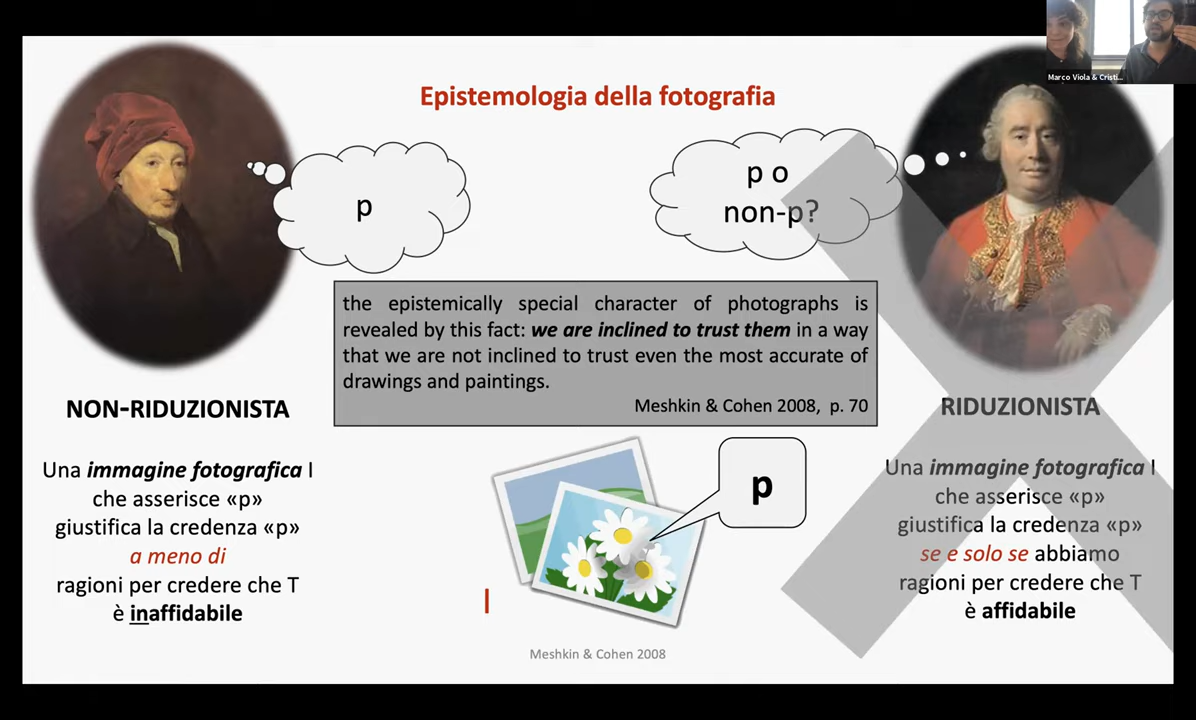 Marco Viola & Cristi...
Epistemologia della fotografia
p
p o
non-p?
the epistemically special character of photographs is
revealed by this fact: we are inclined to trust them in a way
that we are not inclined to trust even the most accurate of
drawings and paintings.
Meshkin & Cohen 2008, p. 70
NON-RIDUZIONISTA
Una immagine fotografica I
che asserisce «p»
giustifica la credenza «p»
a meno di
ragioni per credere che T
è inaffidabile
p
I
Meshkin & Cohen 2008
RIDUZIONISTA
Una immagine fotografica I
che asserisce «p»
giustifica la credenza «p»
se e solo se abbiamo
ragioni per credere che T
è affidabile